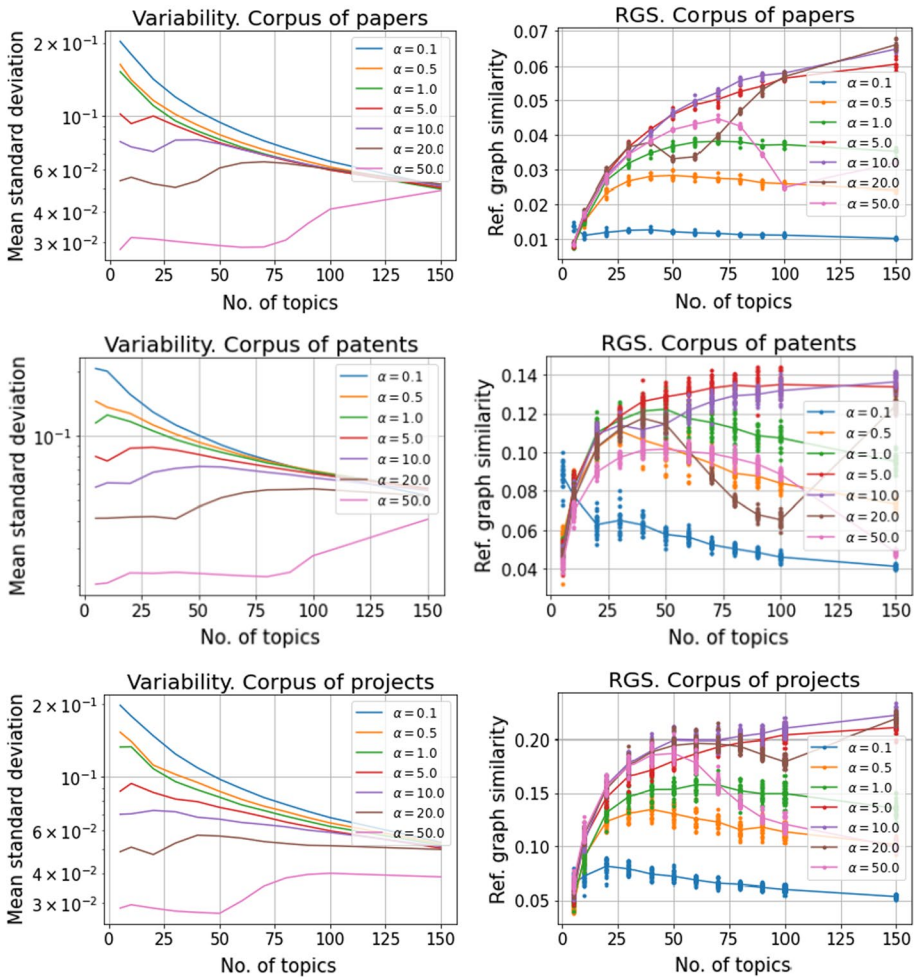 Variability. Corpus of papers
Mean standard deviation
2 × 10⁻¹
10⁻¹
6 × 10⁻²
4 × 10⁻²
3 × 10⁻²
α = 0.1
α = 0.5
α = 1.0
α = 5.0
α = 10.0
α = 20.0
α = 50.0
0 25 50 75 100 125 150
No. of topics
RGS. Corpus of papers
Ref. graph similarity
0.07
0.06
0.05
0.04
0.03
0.02
0.01
α = 0.1
α = 0.5
α = 1.0
α = 5.0
α = 10.0
α = 20.0
α = 50.0
0 25 50 75 100 125 150
No. of topics
Variability. Corpus of patents
Mean standard deviation
10⁻¹
α = 0.1
α = 0.5
α = 1.0
α = 5.0
α = 10.0
α = 20.0
α = 50.0
0 25 50 75 100 125 150
No. of topics
RGS. Corpus of patents
Ref. graph similarity
0.14
0.12
0.10
0.08
0.06
0.04
α = 0.1
α = 0.5
α = 1.0
α = 5.0
α = 10.0
α = 20.0
α = 50.0
0 25 50 75 100 125 150
No. of topics
Variability. Corpus of projects
Mean standard deviation
2 × 10⁻¹
10⁻¹
6 × 10⁻²
4 × 10⁻²
3 × 10⁻²
α = 0.1
α = 0.5
α = 1.0
α = 5.0
α = 10.0
α = 20.0
α = 50.0
0 25 50 75 100 125 150
No. of topics
RGS. Corpus of projects
Ref. graph similarity
0.20
0.15
0.10
0.05
α = 0.1
α = 0.5
α = 1.0
α = 5.0
α = 10.0
α = 20.0
α = 50.0
0 25 50 75 100 125 150
No. of topics